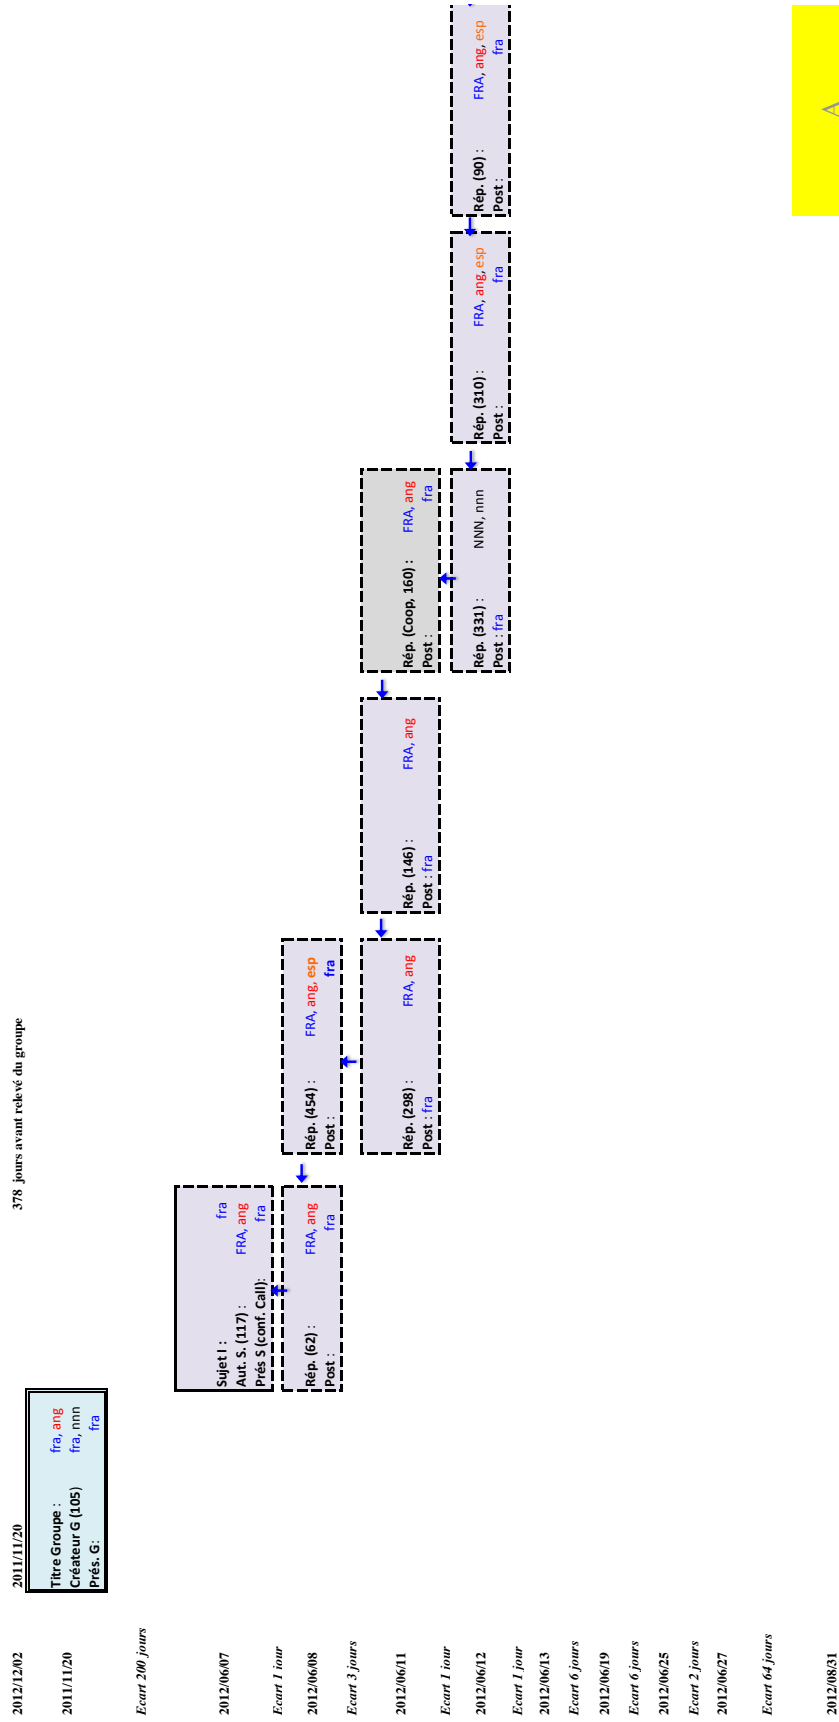 2012/12/02
2011/11/20
378 jours avant relevé du groupe
2011/11/20
Titre Groupe : fra, ang
Créateur G (105) fra, nnn
Prés. G: fra
Ecart 200 jours
2012/06/07
Sujet I : fra
Aut. S. (117) : FRA, ang
Prés S (conf. Call): fra
Ecart 1 jour
2012/06/08
Rép. (62) : FRA, ang
Post : fra
Rép. (454) : FRA, ang, esp
Post : fra
Ecart 3 jours
2012/06/11
Rép. (298) : FRA, ang
Post : fra
Rép. (146) : FRA, ang
Post : fra
Rép. (Coop, 160) : FRA, ang
Post : fra
Ecart 1 jour
2012/06/12
Rép. (331) : NNN, nnn
Post : fra
Rép. (310) : FRA, ang, esp
Post : fra
Rép. (90) : FRA, ang, esp
Post : fra
Ecart 1 jour
2012/06/13
Ecart 6 jours
2012/06/19
Ecart 6 jours
2012/06/25
Ecart 2 jours
2012/06/27
Ecart 64 jours
2012/08/31